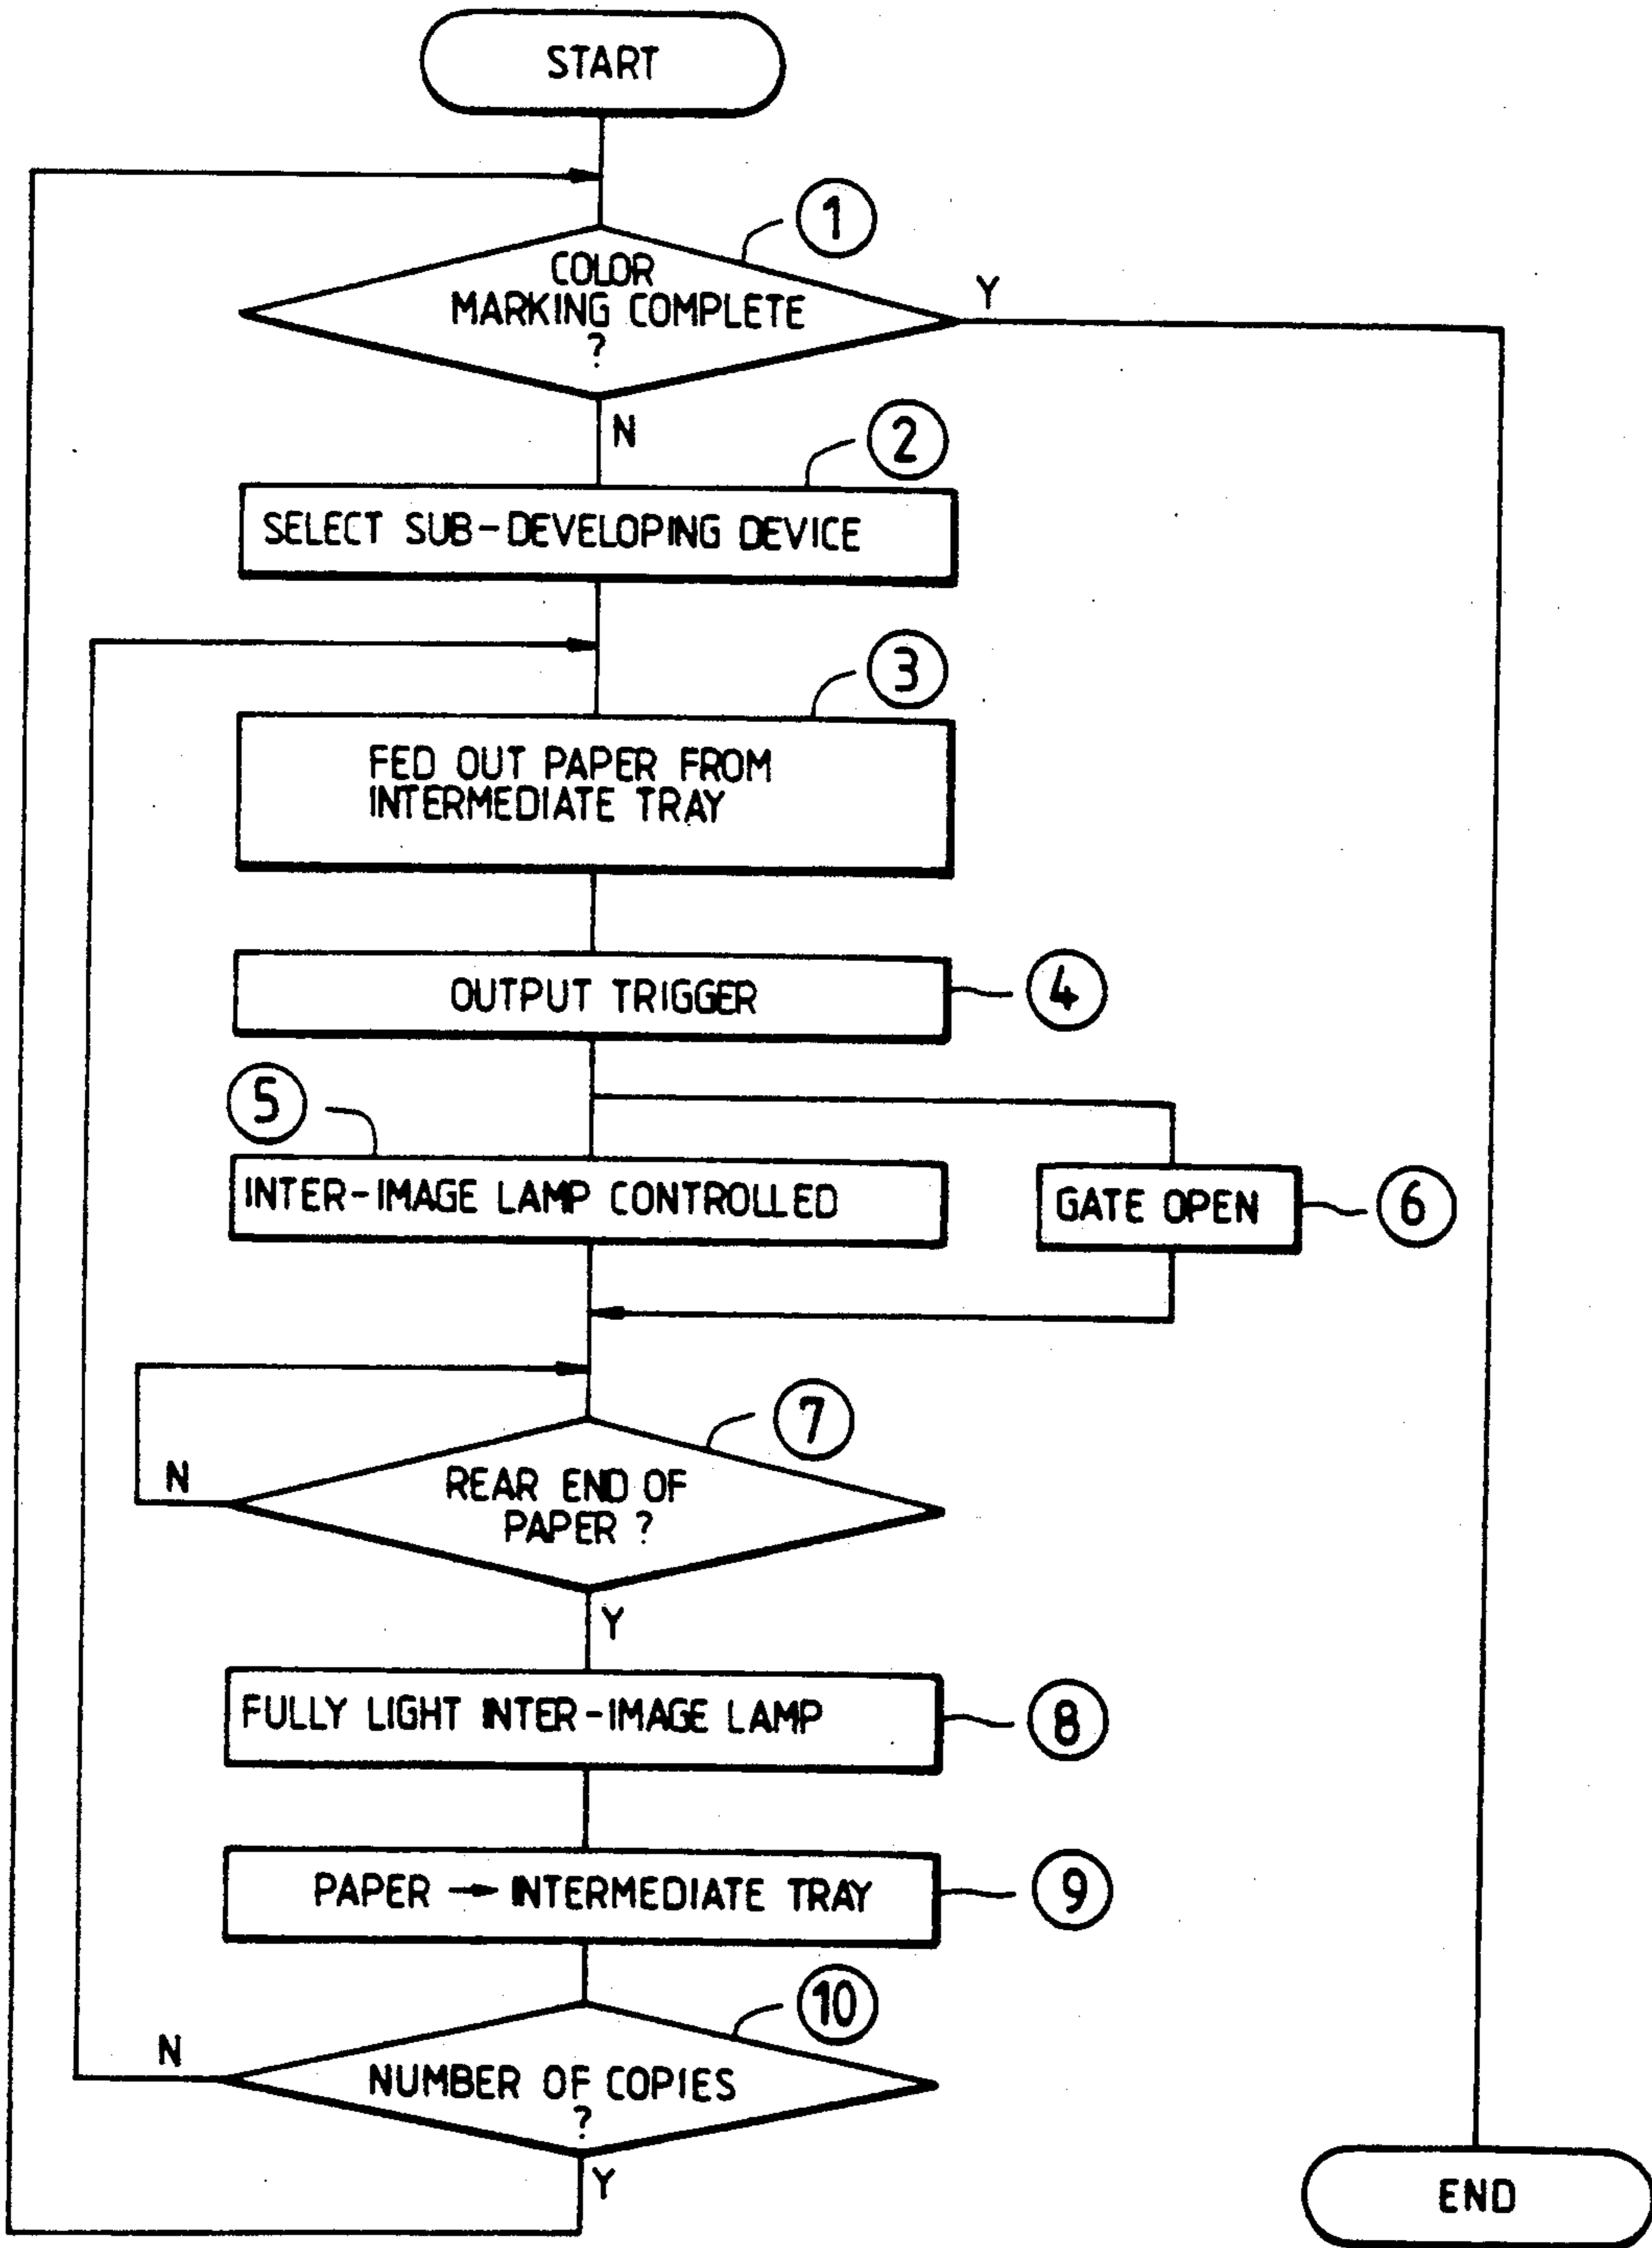 START
1
COLOR
MARKING COMPLETE
?
Y
N
2
SELECT SUB-DEVELOPING DEVICE
3
FED OUT PAPER FROM
INTERMEDIATE TRAY
OUTPUT TRIGGER
4
5
INTER-IMAGE LAMP CONTROLLED
GATE OPEN
6
7
N
REAR END OF
PAPER ?
Y
FULLY LIGHT INTER-IMAGE LAMP
8
PAPER → INTERMEDIATE TRAY
9
10
N
NUMBER OF COPIES
?
Y
END